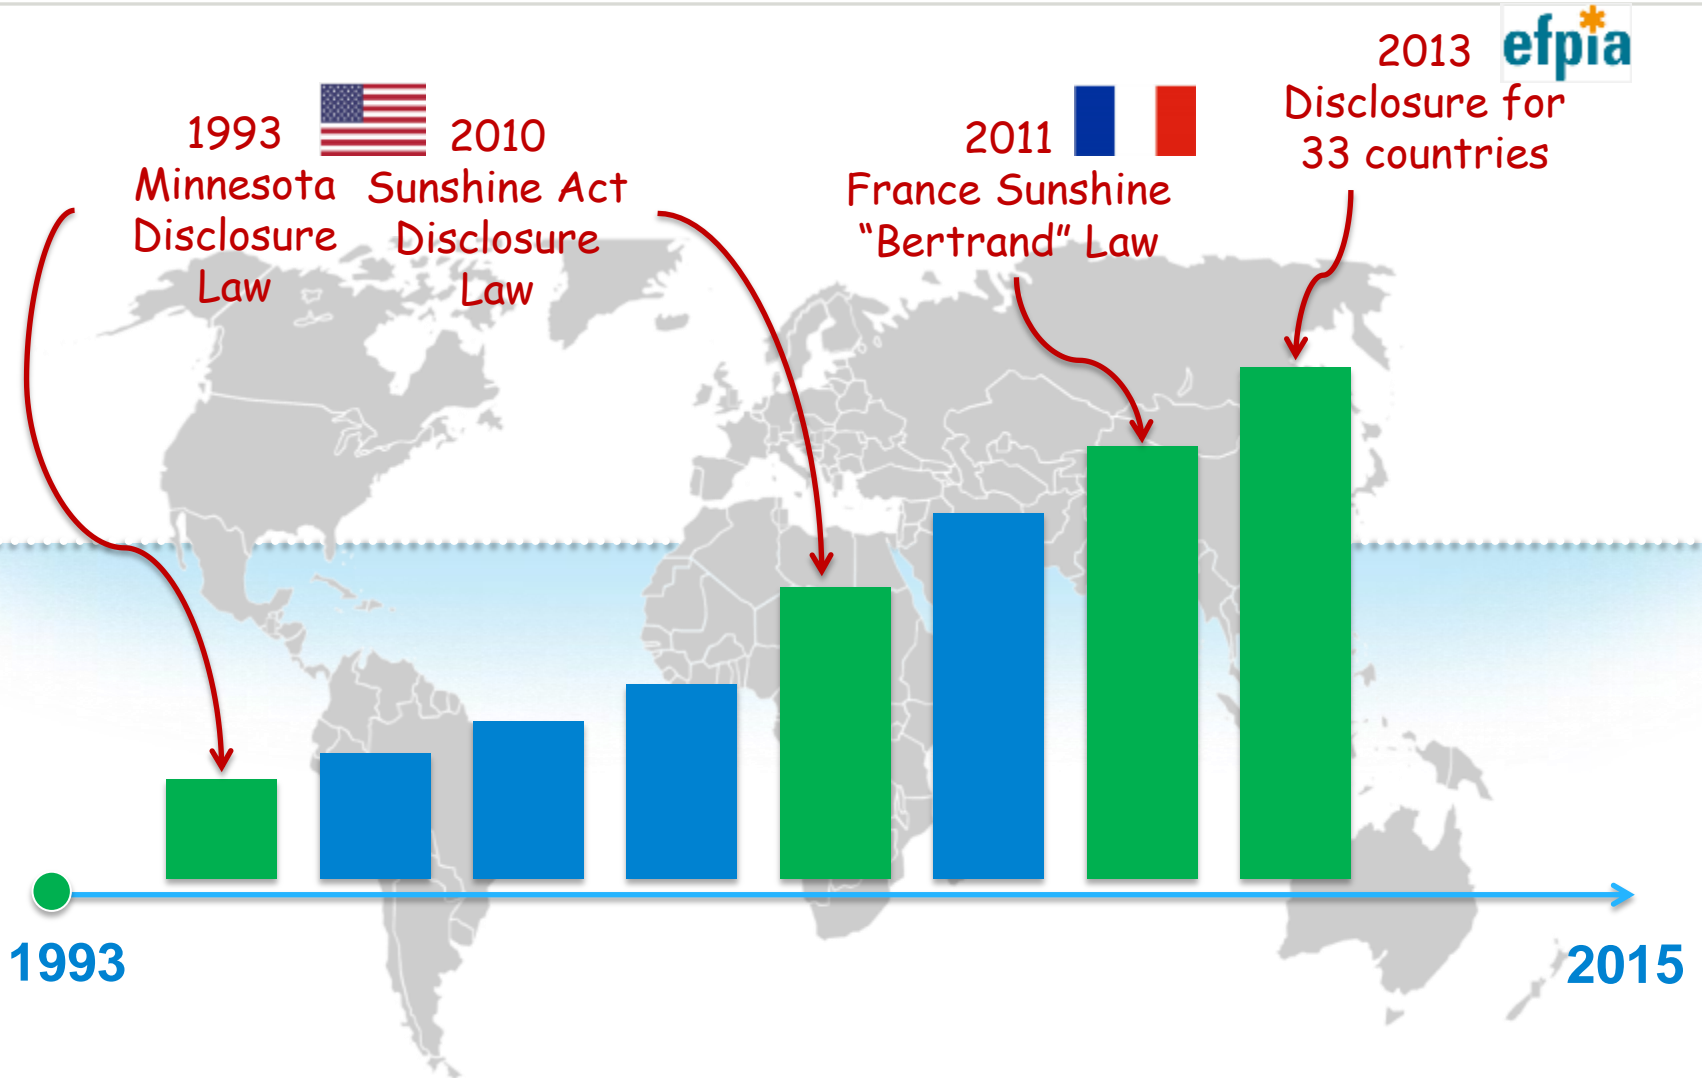 1993
Minnesota
Disclosure
Law
2010
Sunshine Act
Disclosure
Law
2011
France Sunshine
“Bertrand” Law
2013
Disclosure for
33 countries
efpia
1993
2015